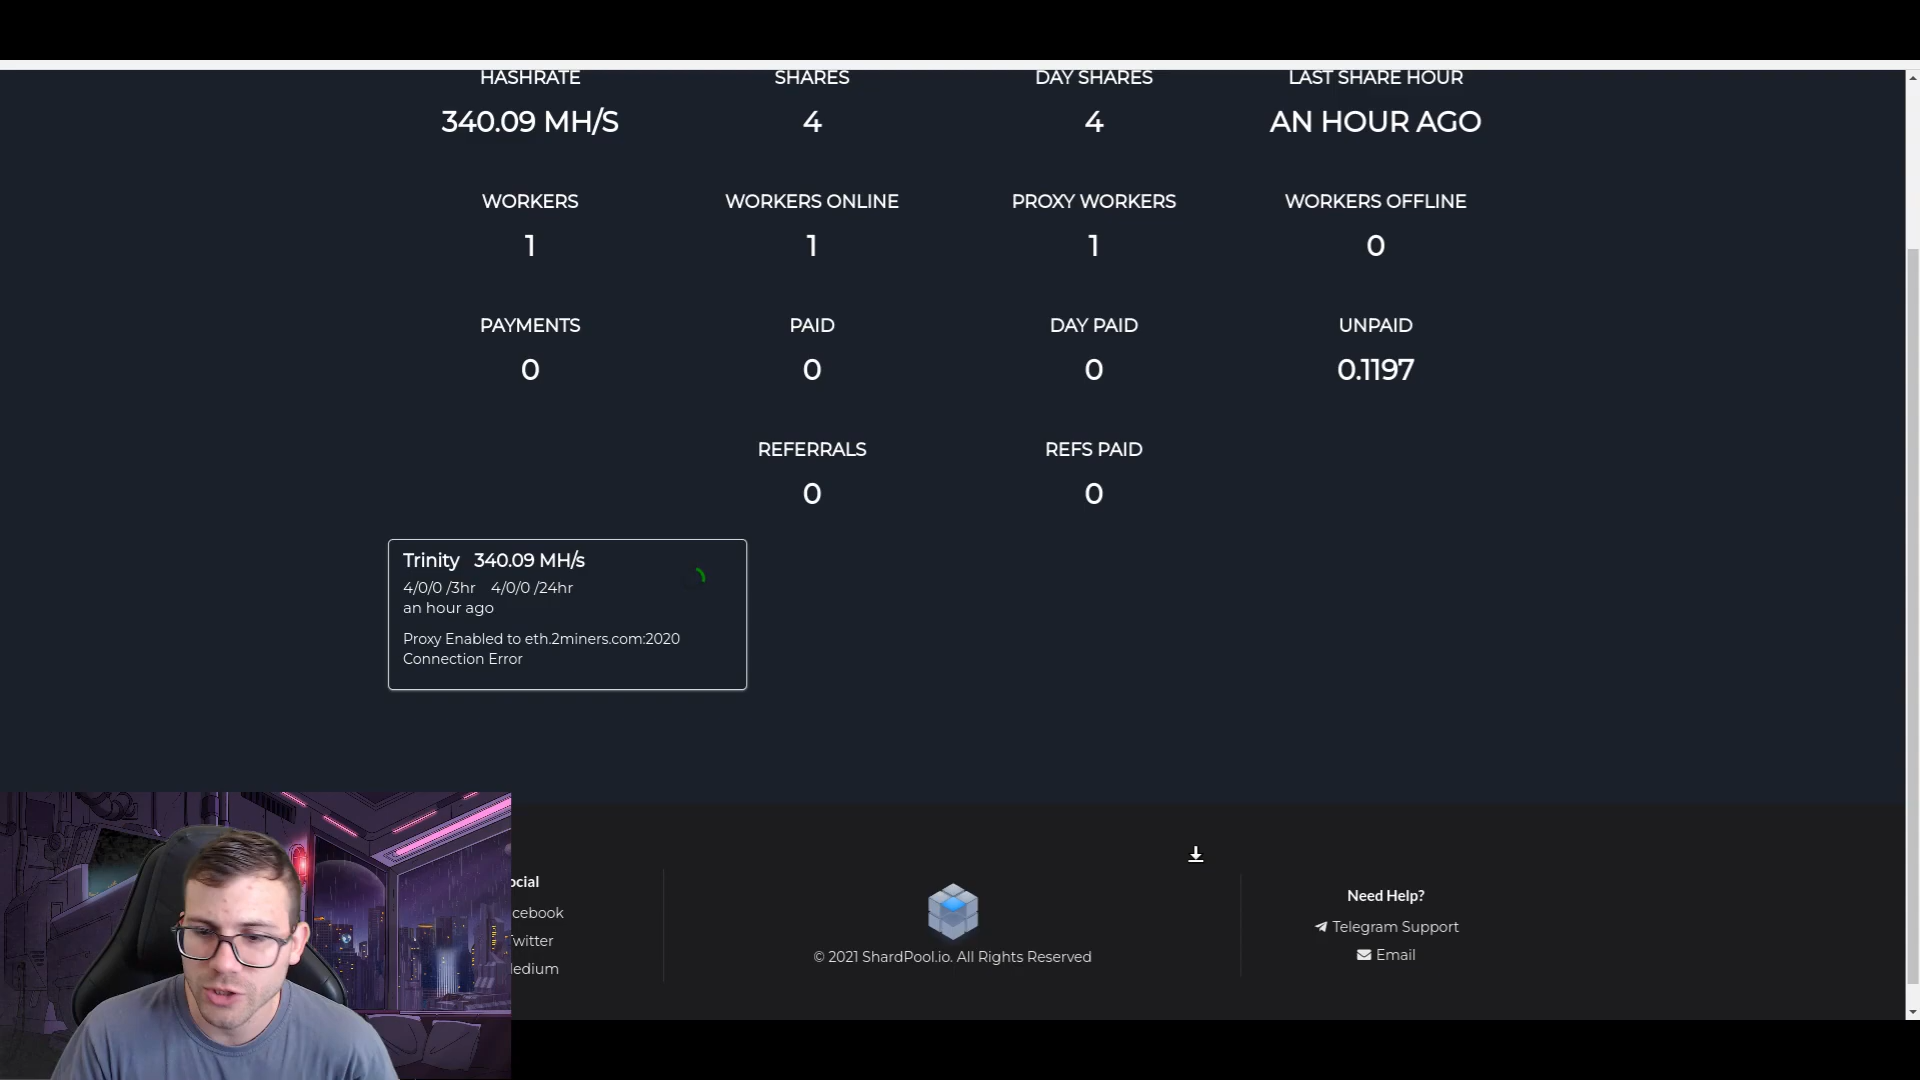 HASHRATE SHARES DAY SHARES LAST SHARE HOUR
340.09 MH/S 4 4 AN HOUR AGO
WORKERS WORKERS ONLINE PROXY WORKERS WORKERS OFFLINE
1 1 1 0
PAYMENTS PAID DAY PAID UNPAID
0 0 0 0.1197
REFERRALS REFS PAID
0 0
Trinity 340.09 MH/s
4/0/0 /3hr 4/0/0 /24hr
an hour ago
Proxy Enabled to eth.2miners.com:2020
Connection Error
ocial
cebook
Twitter
ledium
© 2021 ShardPool.io. All Rights Reserved
Need Help?
Telegram Support
Email